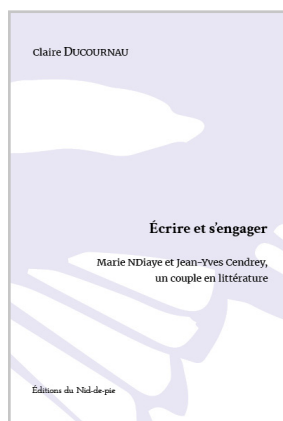 Claire DUCOURNAU
Écrire et s'engager
Marie NDiaye et Jean-Yves Cendrey,
un couple en littérature
Éditions du Nid-de-pie